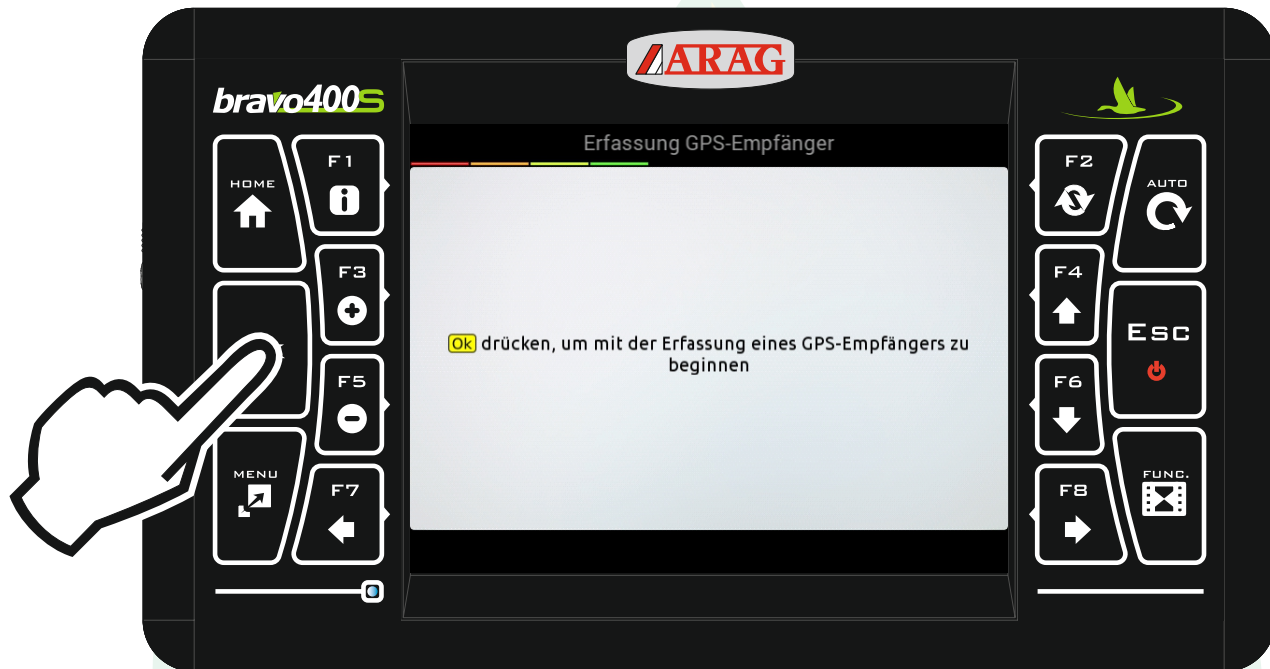 ARAG
bravo400S
Erfassung GPS-Empfänger
HOME
F1
F3
F5
MENU
F7
Ok drücken, um mit der Erfassung eines GPS-Empfängers zu
beginnen
F2
AUTO
F4
ESC
F6
F8
FUNC.